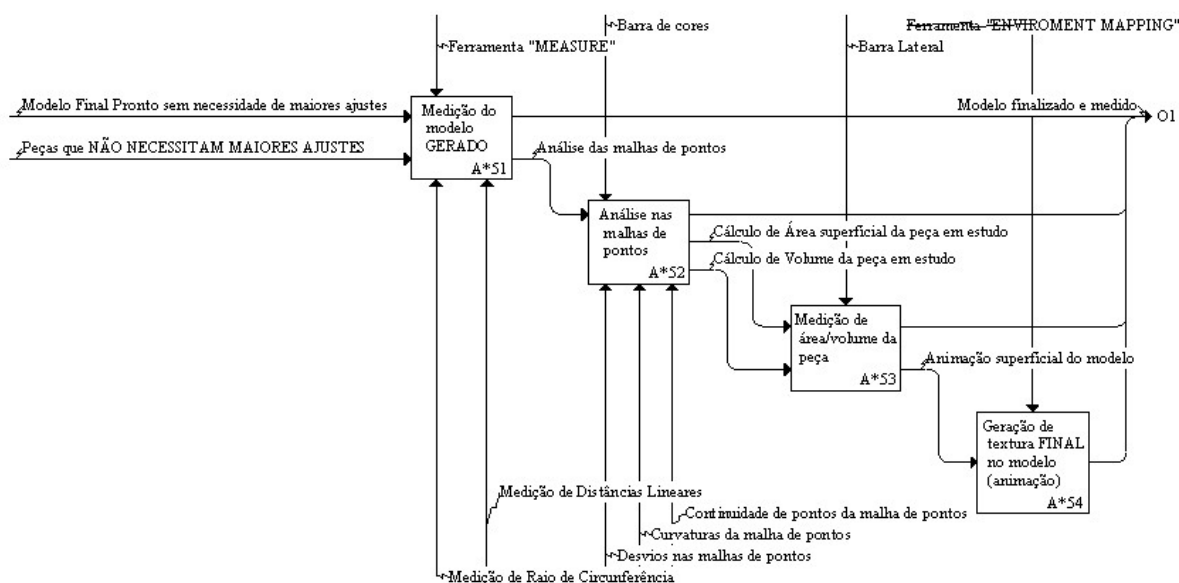 Barra de cores
Ferramenta "ENVIROMENT MAPPING"
Ferramenta "MEASURE"
Barra Lateral
Modelo Final Pronto sem necessidade de maiores ajustes
Medição do
modelo
GERADO
A*51
Modelo finalizado e medido
O1
Peças que NÃO NECESSITAM MAIORES AJUSTES
Análise das malhas de pontos
Análise nas
malhas de
pontos
A*52
Cálculo de Área superficial da peça em estudo
Cálculo de Volume da peça em estudo
Medição de
área/volume da
peça
A*53
Animação superficial do modelo
Geração de
textura FINAL
no modelo
(animação)
A*54
Medição de Distâncias Lineares
Continuidade de pontos da malha de pontos
Curvaturas da malha de pontos
Desvios nas malhas de pontos
Medição de Raio de Circunferência